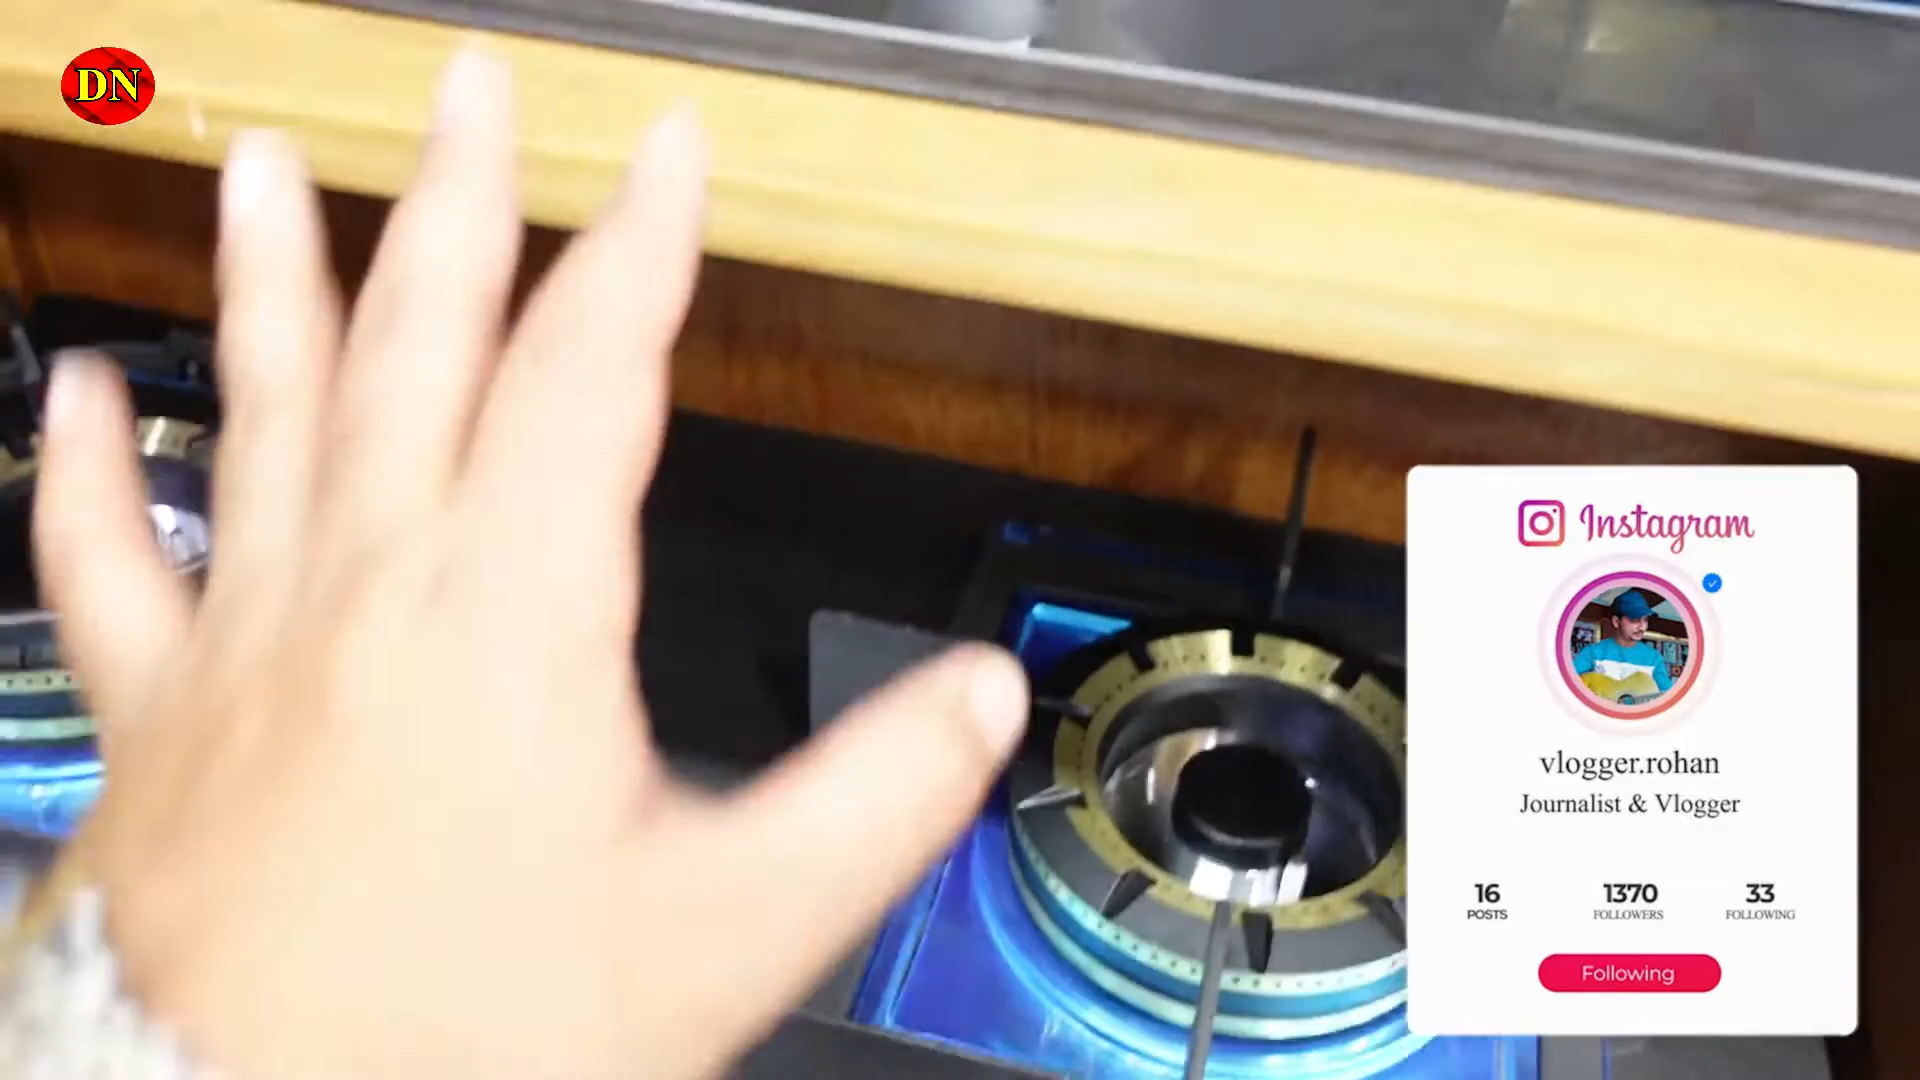 DN
Instagram
vlogger.rohan
Journalist & Vlogger
16 1370 33
POSTS FOLLOWERS FOLLOWING
Following